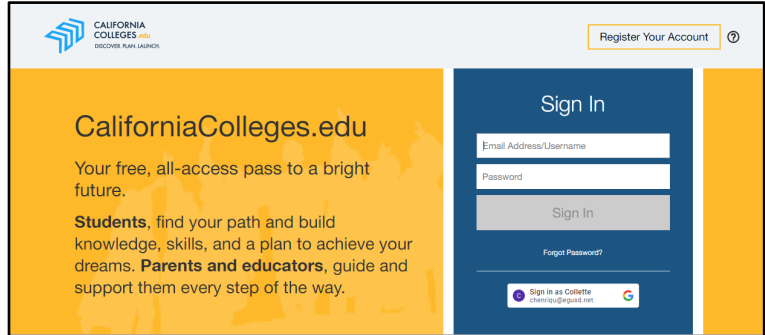 CALIFORNIA
COLLEGES.edu
DISCOVER. PLAN. LAUNCH.
Register Your Account
CaliforniaColleges.edu
Your free, all-access pass to a bright
future.
Students, find your path and build
knowledge, skills, and a plan to achieve your
dreams. Parents and educators, guide and
support them every step of the way.
Sign In
Email Address/Username
Password
Sign In
Forgot Password?
C
Sign in as Collette
chenriqu@egusd.net
G